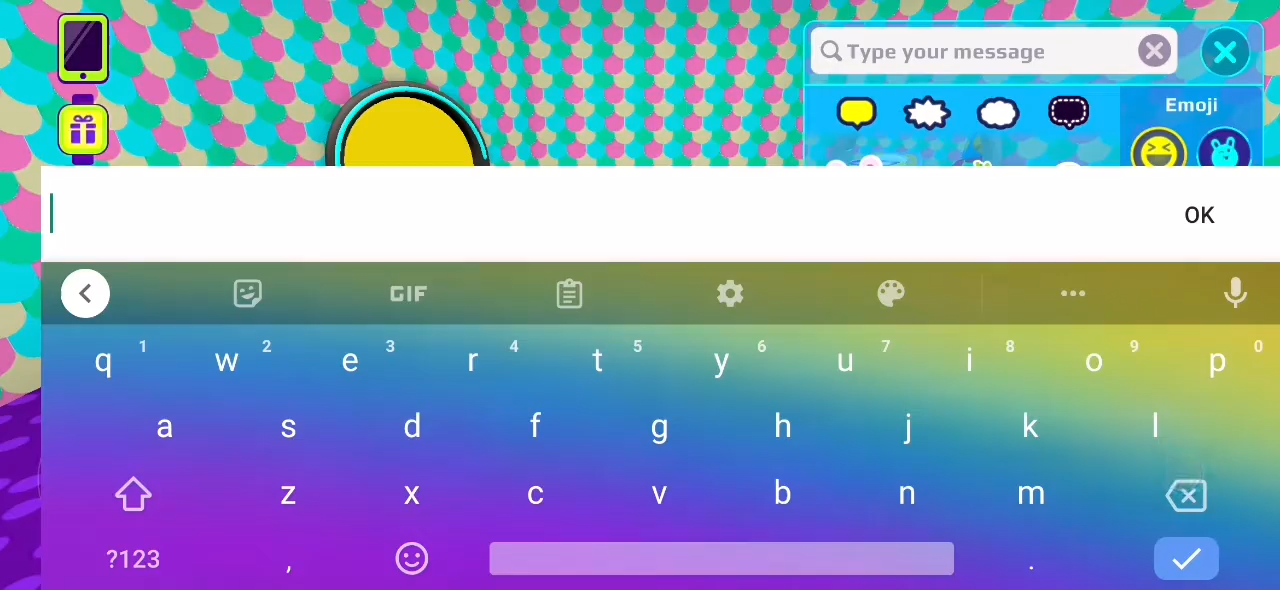 Type your message
Emoji
OK
GIF
q 1 w 2 e 3 r 4 t 5 y 6 u 7 i 8 o 9 p 0
a s d f g h j k l
z x c v b n m
?123 , .